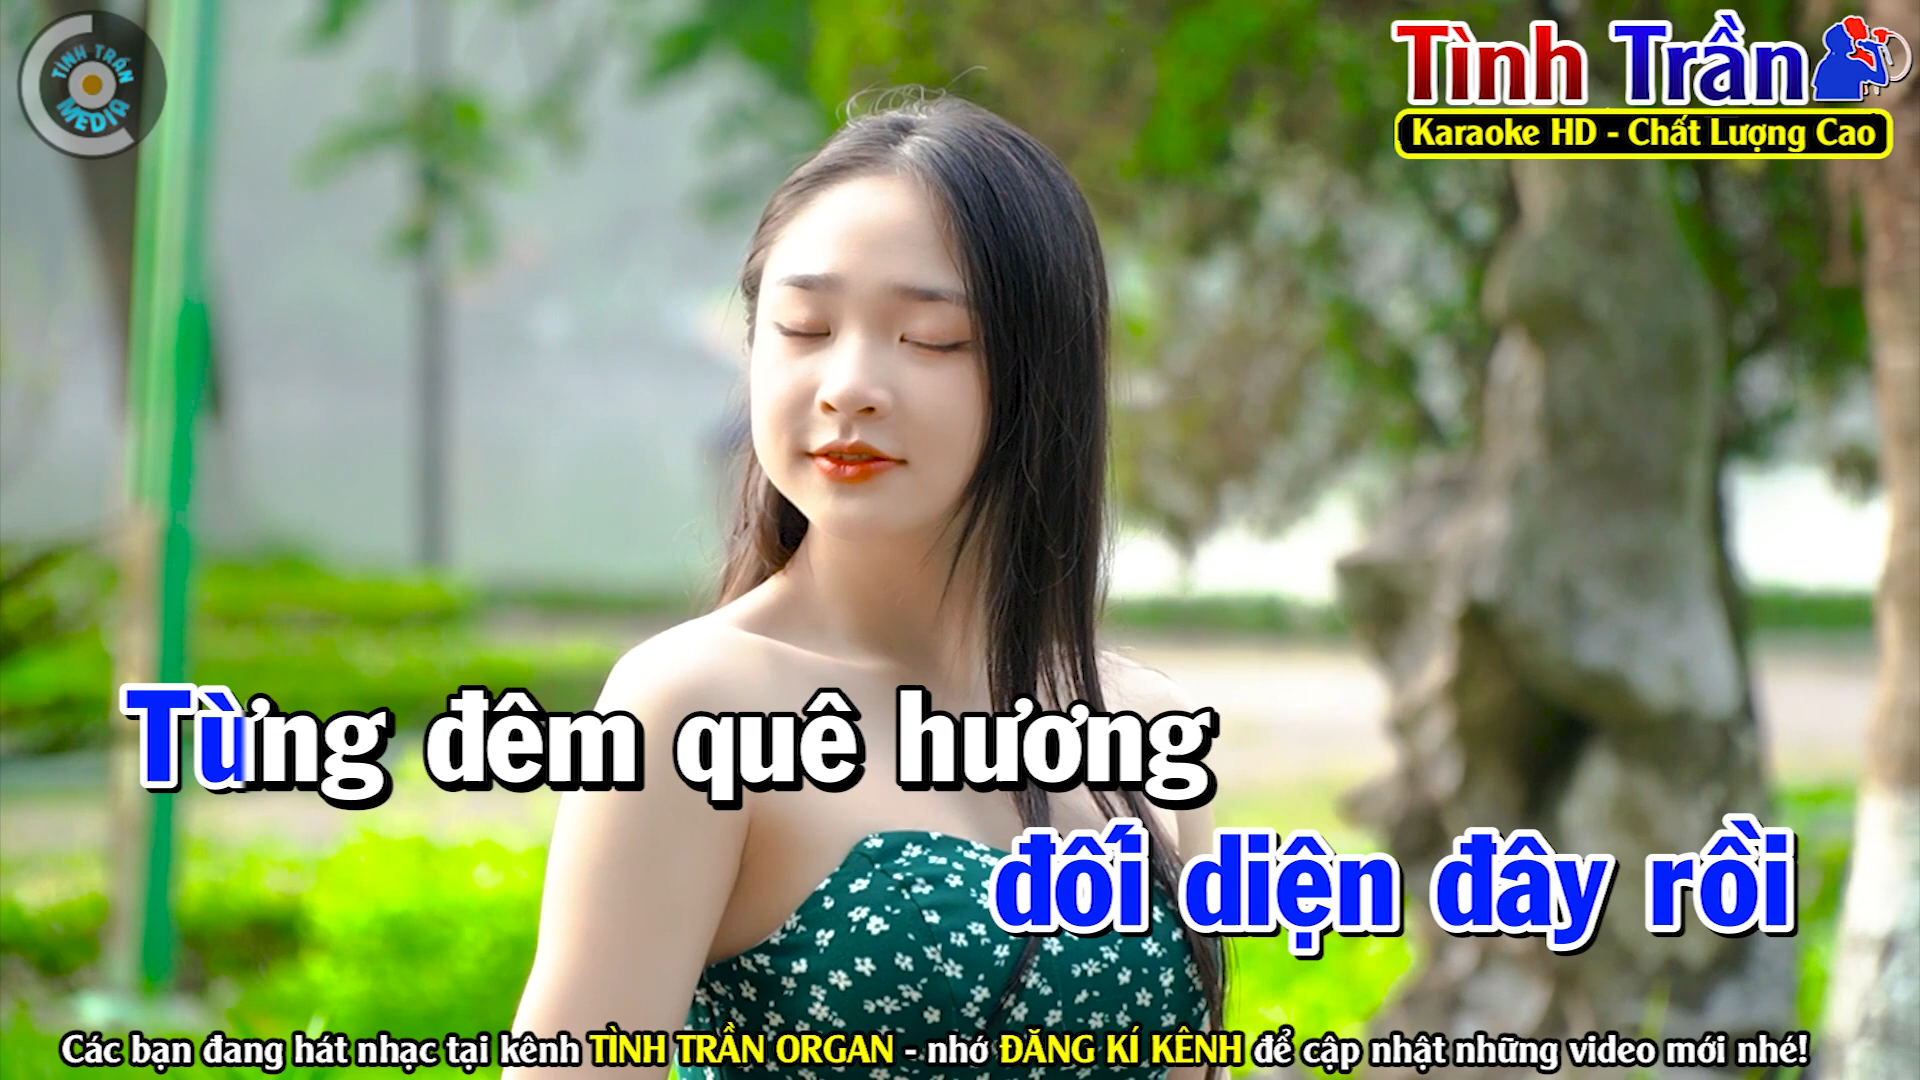 TÌNH TRẦN
MEDIA
Tình Trần
Karaoke HD - Chất Lượng Cao
Từng đêm quê hương
đối diện đây rồi
Các bạn đang hát nhạc tại kênh TÌNH TRẦN ORGAN - nhớ ĐĂNG KÍ KÊNH để cập nhật những video mới nhé!